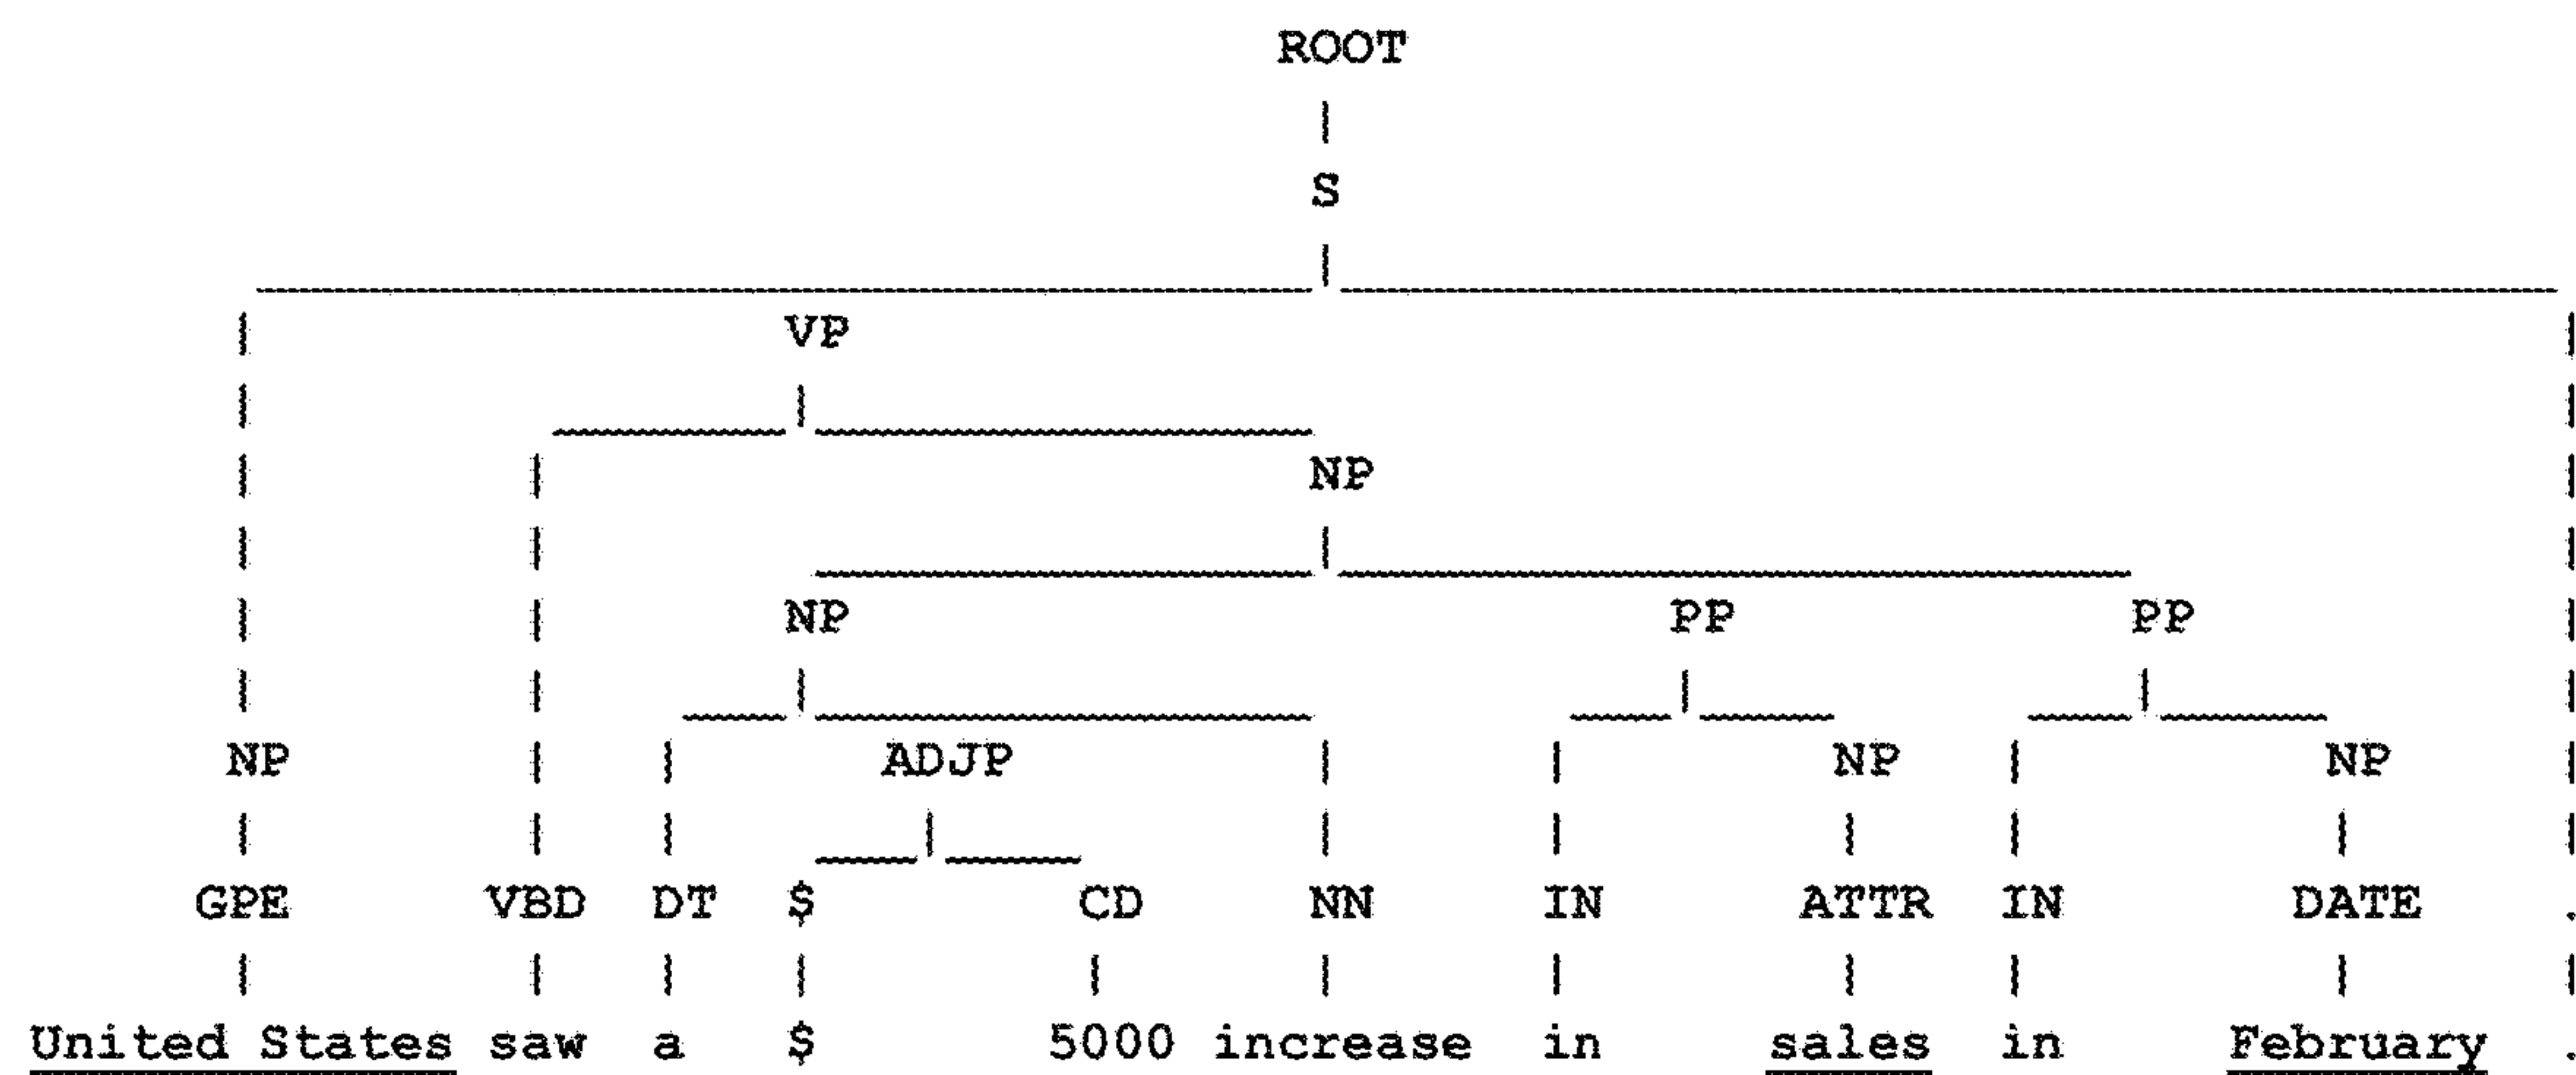 ROOT
S
VP
NP
NP PP PP
NP ADJP NP NP
GPE VBD DT $ CD NN IN ATTR IN DATE .
United States saw a $ 5000 increase in sales in February .